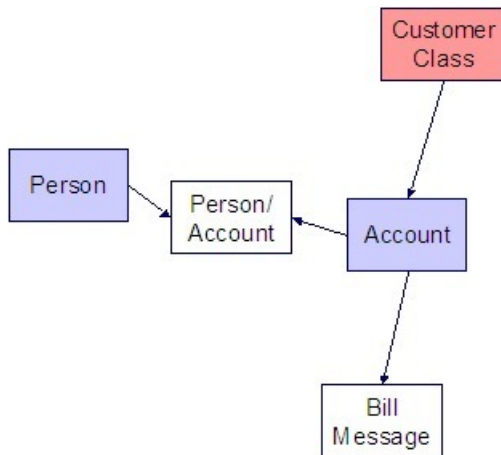 Customer
Class
Person
Person/
Account
Account
Bill
Message